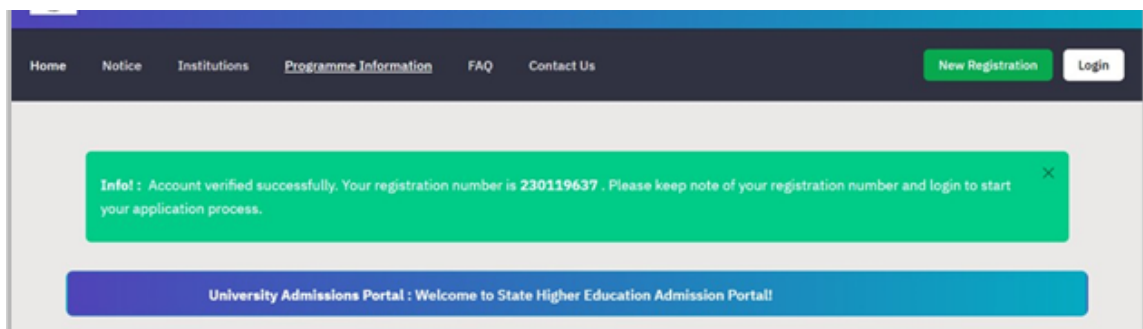 Home Notice Institutions Programme Information FAQ Contact Us New Registration Login
Info! : Account verified successfully. Your registration number is 230119637 . Please keep note of your registration number and login to start
your application process.
University Admissions Portal : Welcome to State Higher Education Admission Portal!